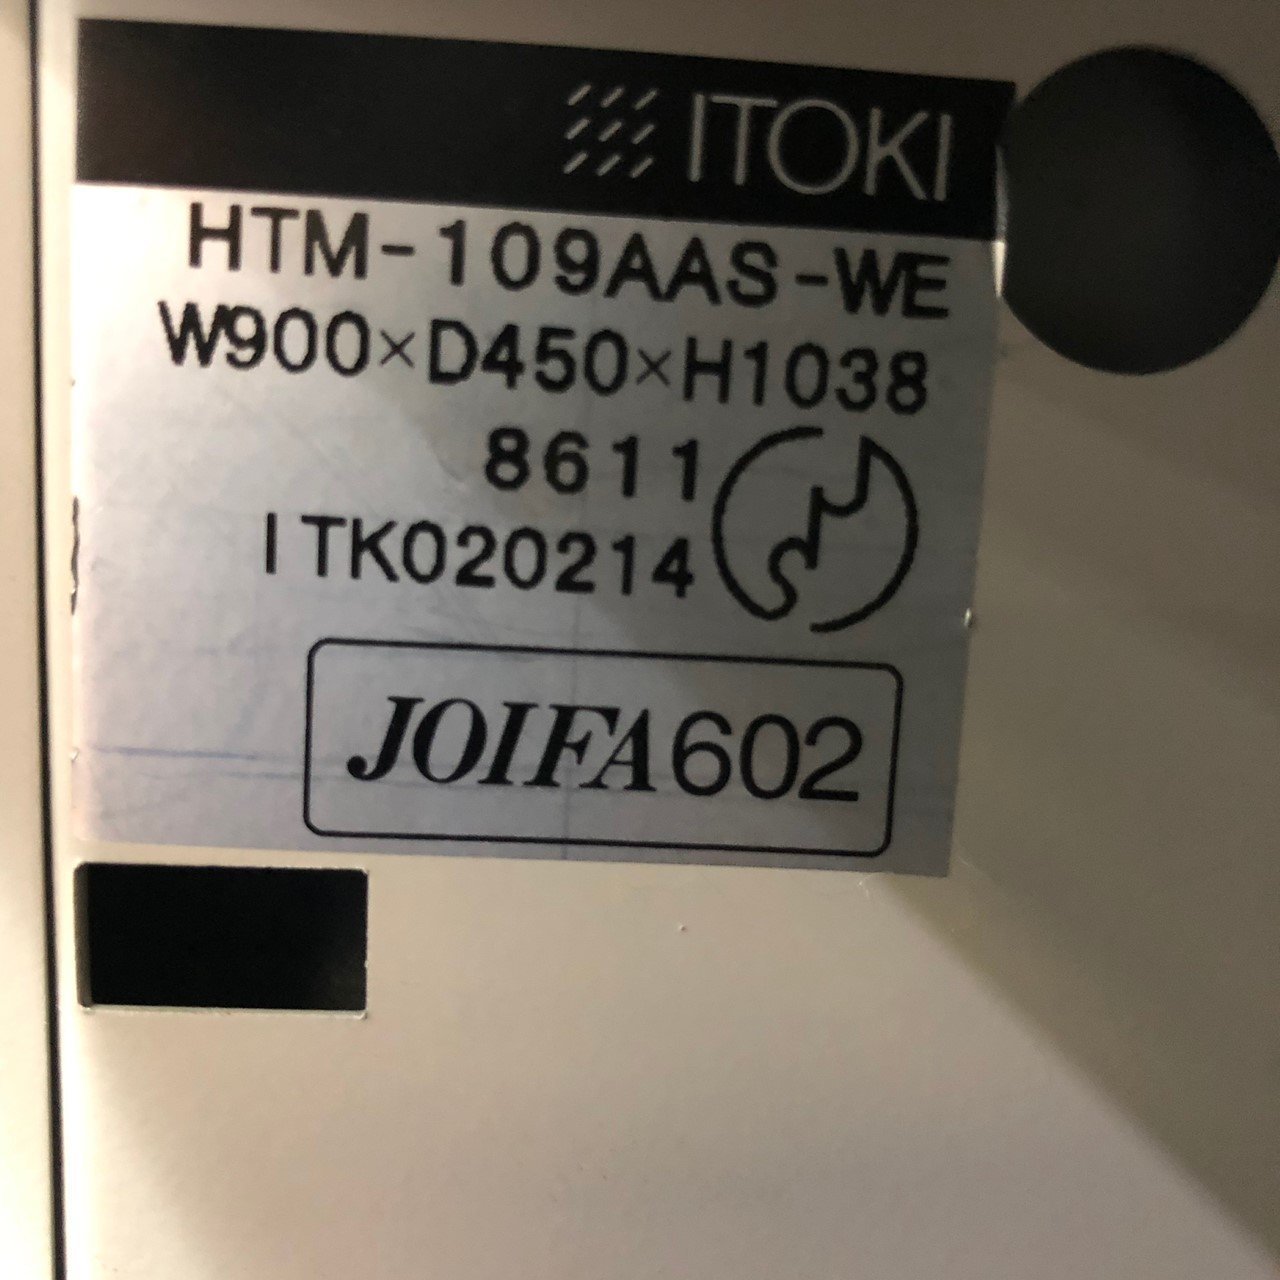 ITOKI
HTM-109AAS-WE
W900×D450×H1038
8611
ITK020214
JOIFA602